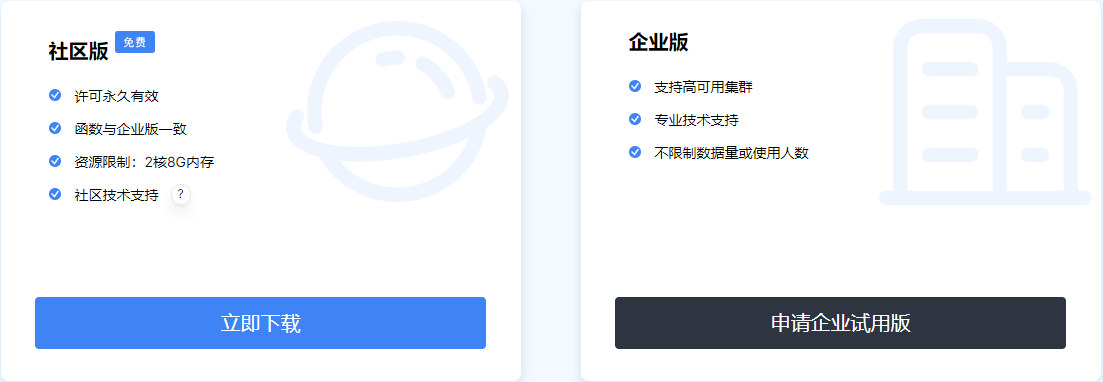 社区版 免费
许可永久有效
函数与企业版一致
资源限制：2核8G内存
社区技术支持 ?
立即下载
企业版
支持高可用集群
专业技术支持
不限制数据量或使用人数
申请企业试用版